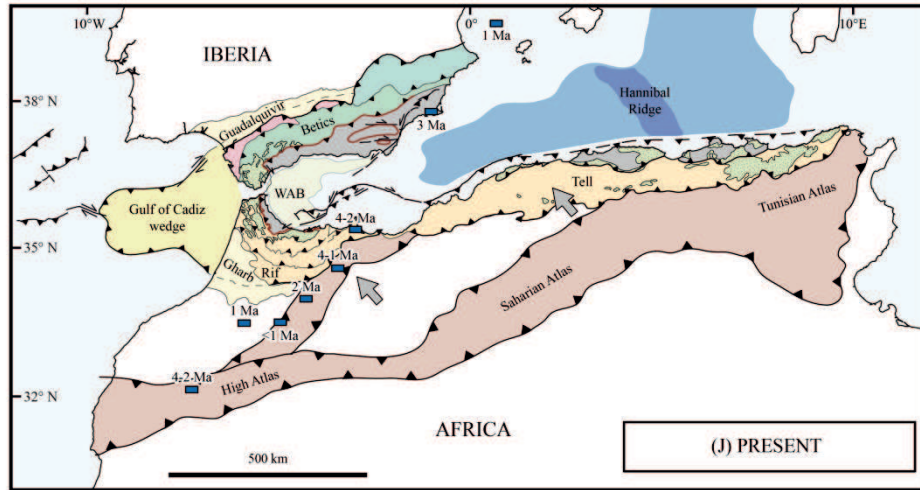 10°W
0°
10°E
1 Ma
IBERIA
38° N
Guadalquivir
Betics
3 Ma
Hannibal
Ridge
WAB
Tell
Tunisian Atlas
Gulf of Cadiz
wedge
4-2 Ma
35° N
Gharb
Rif
4-1 Ma
2 Ma
1 Ma
<1 Ma
Saharian Atlas
4-2 Ma
High Atlas
32° N
AFRICA
500 km
(J) PRESENT